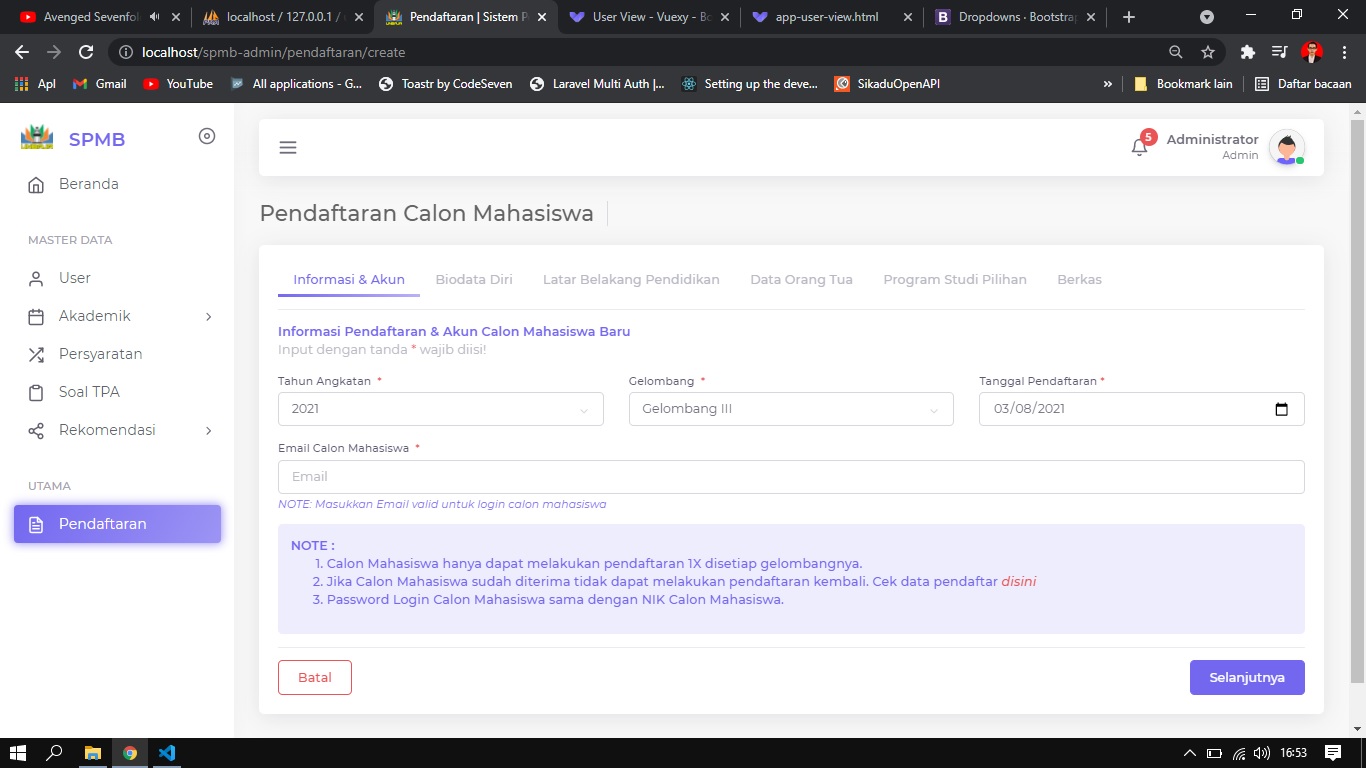 Avenged Sevenfol
localhost / 127.0.0.1 /
Pendaftaran | Sistem P
User View - Vuexy - Bo
app-user-view.html
Dropdowns · Bootstrap
localhost/spmb-admin/pendaftaran/create
Apl
Gmail
YouTube
All applications - G...
Toastr by CodeSeven
Laravel Multi Auth |...
Setting up the deve...
SikaduOpenAPI
»
Bookmark lain
Daftar bacaan
SPMB
Beranda
MASTER DATA
User
Akademik
Persyaratan
Soal TPA
Rekomendasi
UTAMA
Pendaftaran
5
Administrator
Admin
Pendaftaran Calon Mahasiswa
Informasi & Akun
Biodata Diri
Latar Belakang Pendidikan
Data Orang Tua
Program Studi Pilihan
Berkas
Informasi Pendaftaran & Akun Calon Mahasiswa Baru
Input dengan tanda * wajib diisi!
Tahun Angkatan *
Gelombang *
Tanggal Pendaftaran *
2021
Gelombang III
03/08/2021
Email Calon Mahasiswa *
Email
NOTE: Masukkan Email valid untuk login calon mahasiswa
NOTE :
1. Calon Mahasiswa hanya dapat melakukan pendaftaran 1X disetiap gelombangnya.
2. Jika Calon Mahasiswa sudah diterima tidak dapat melakukan pendaftaran kembali. Cek data pendaftar disini
3. Password Login Calon Mahasiswa sama dengan NIK Calon Mahasiswa.
Batal
Selanjutnya
16:53